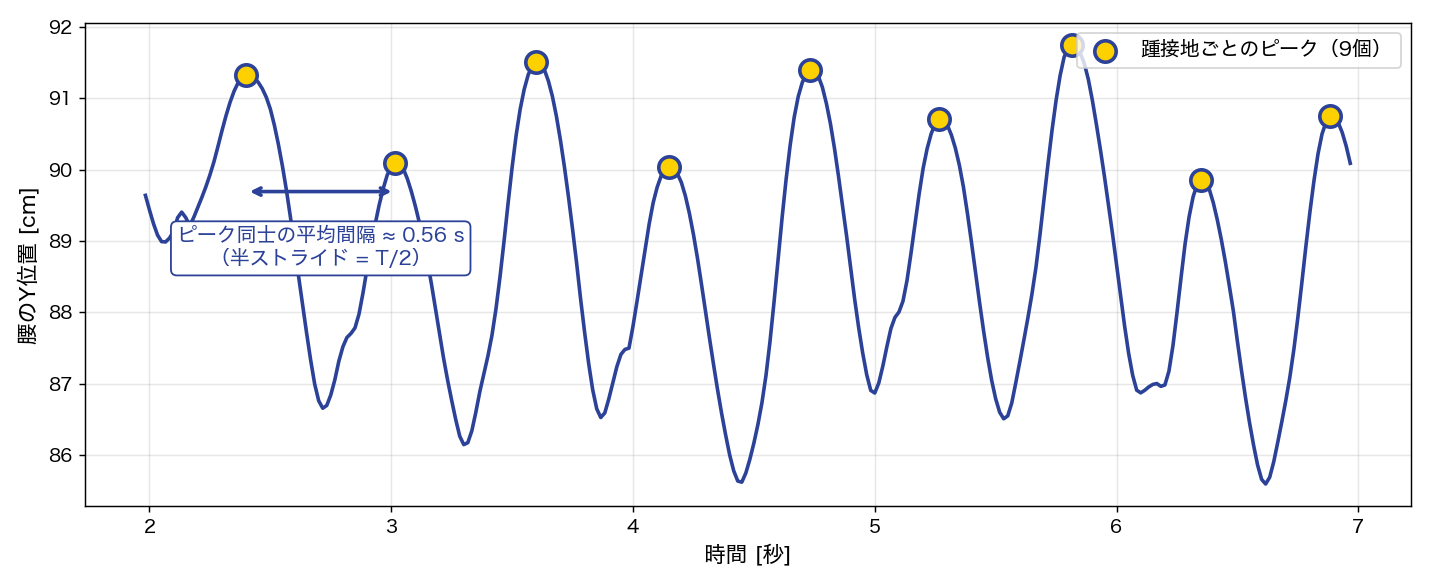 92
91
90
89
88
87
86
腰のY位置 [cm]
踵接地ごとのピーク（9個）
ピーク同士の平均間隔 ≈ 0.56 s
（半ストライド = T/2）
2
3
4
5
6
7
時間 [秒]